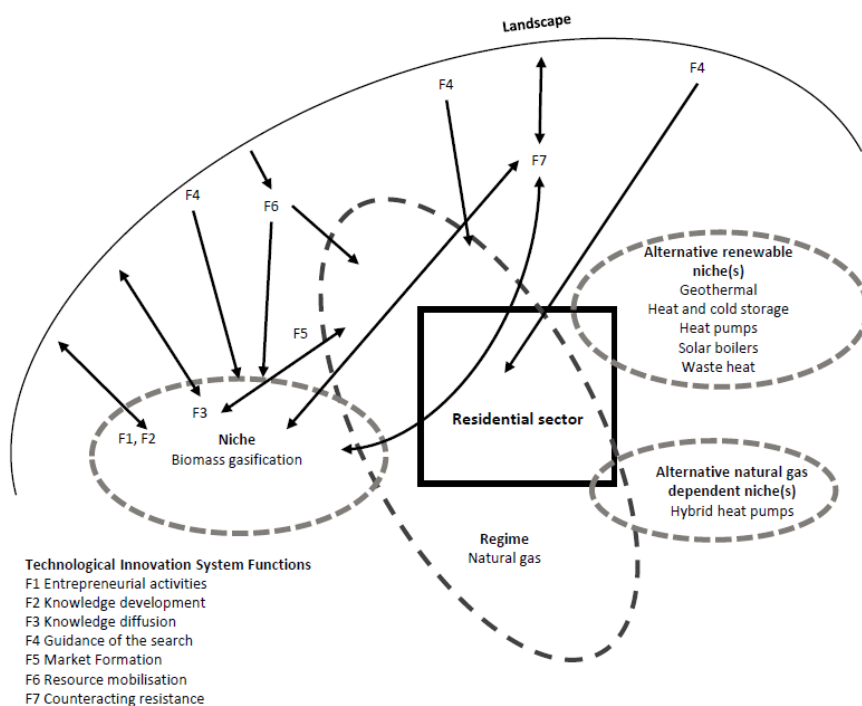 Landscape
F4
F4
F7
F4
F6
Alternative renewable
niche(s)
Geothermal
Heat and cold storage
Heat pumps
Solar boilers
Waste heat
F5
F3
F1, F2
Niche
Biomass gasification
Residential sector
Alternative natural gas
dependent niche(s)
Hybrid heat pumps
Regime
Natural gas
Technological Innovation System Functions
F1 Entrepreneurial activities
F2 Knowledge development
F3 Knowledge diffusion
F4 Guidance of the search
F5 Market Formation
F6 Resource mobilisation
F7 Counteracting resistance